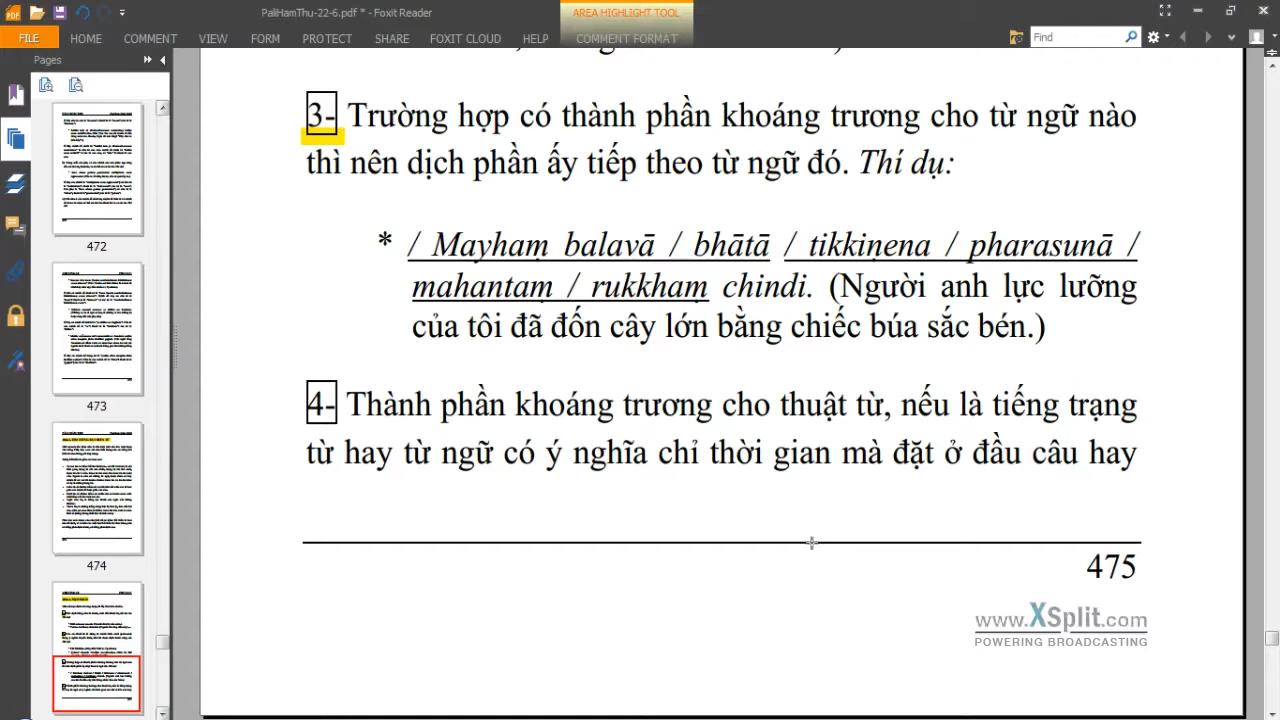 PaliHamThu-22-6.pdf * - Foxit Reader
AREA HIGHLIGHT TOOL
FILE HOME COMMENT VIEW FORM PROTECT SHARE FOXIT CLOUD HELP COMMENT FORMAT
Find
Pages
3- Trường hợp có thành phần khoáng trương cho từ ngữ nào
thì nên dịch phần ấy tiếp theo từ ngữ đó. Thí dụ:
* / Mayhaṃ balavā / bhātā / tikkiṇena / pharasunā /
mahantaṃ / rukkhaṃ chindi. (Người anh lực lưỡng
của tôi đã đốn cây lớn bằng chiếc búa sắc bén.)
4- Thành phần khoáng trương cho thuật từ, nếu là tiếng trạng
từ hay từ ngữ có ý nghĩa chỉ thời gian mà đặt ở đầu câu hay
475
472
473
474
www.XSplit.com
POWERING BROADCASTING